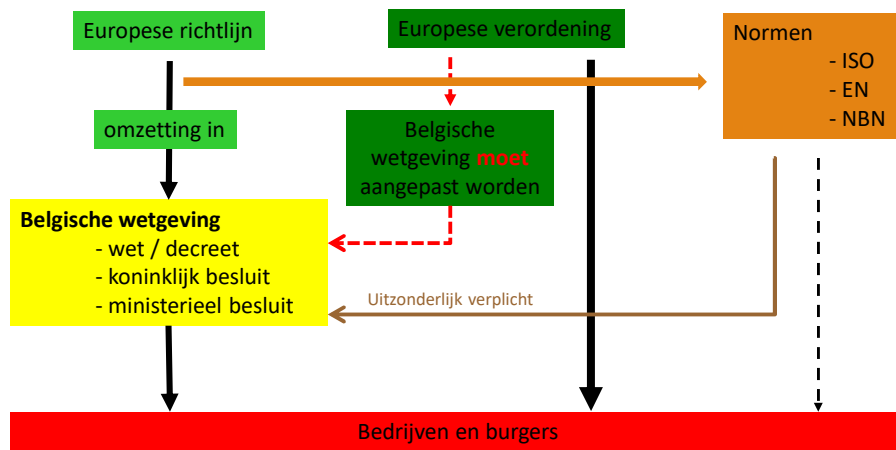 Europese richtlijn
Europese verordening
Normen
- ISO
- EN
- NBN
omzetting in
Belgische
wetgeving moet
aangepast worden
Belgische wetgeving
- wet / decreet
- koninklijk besluit
- ministerieel besluit
Uitzonderlijk verplicht
Bedrijven en burgers